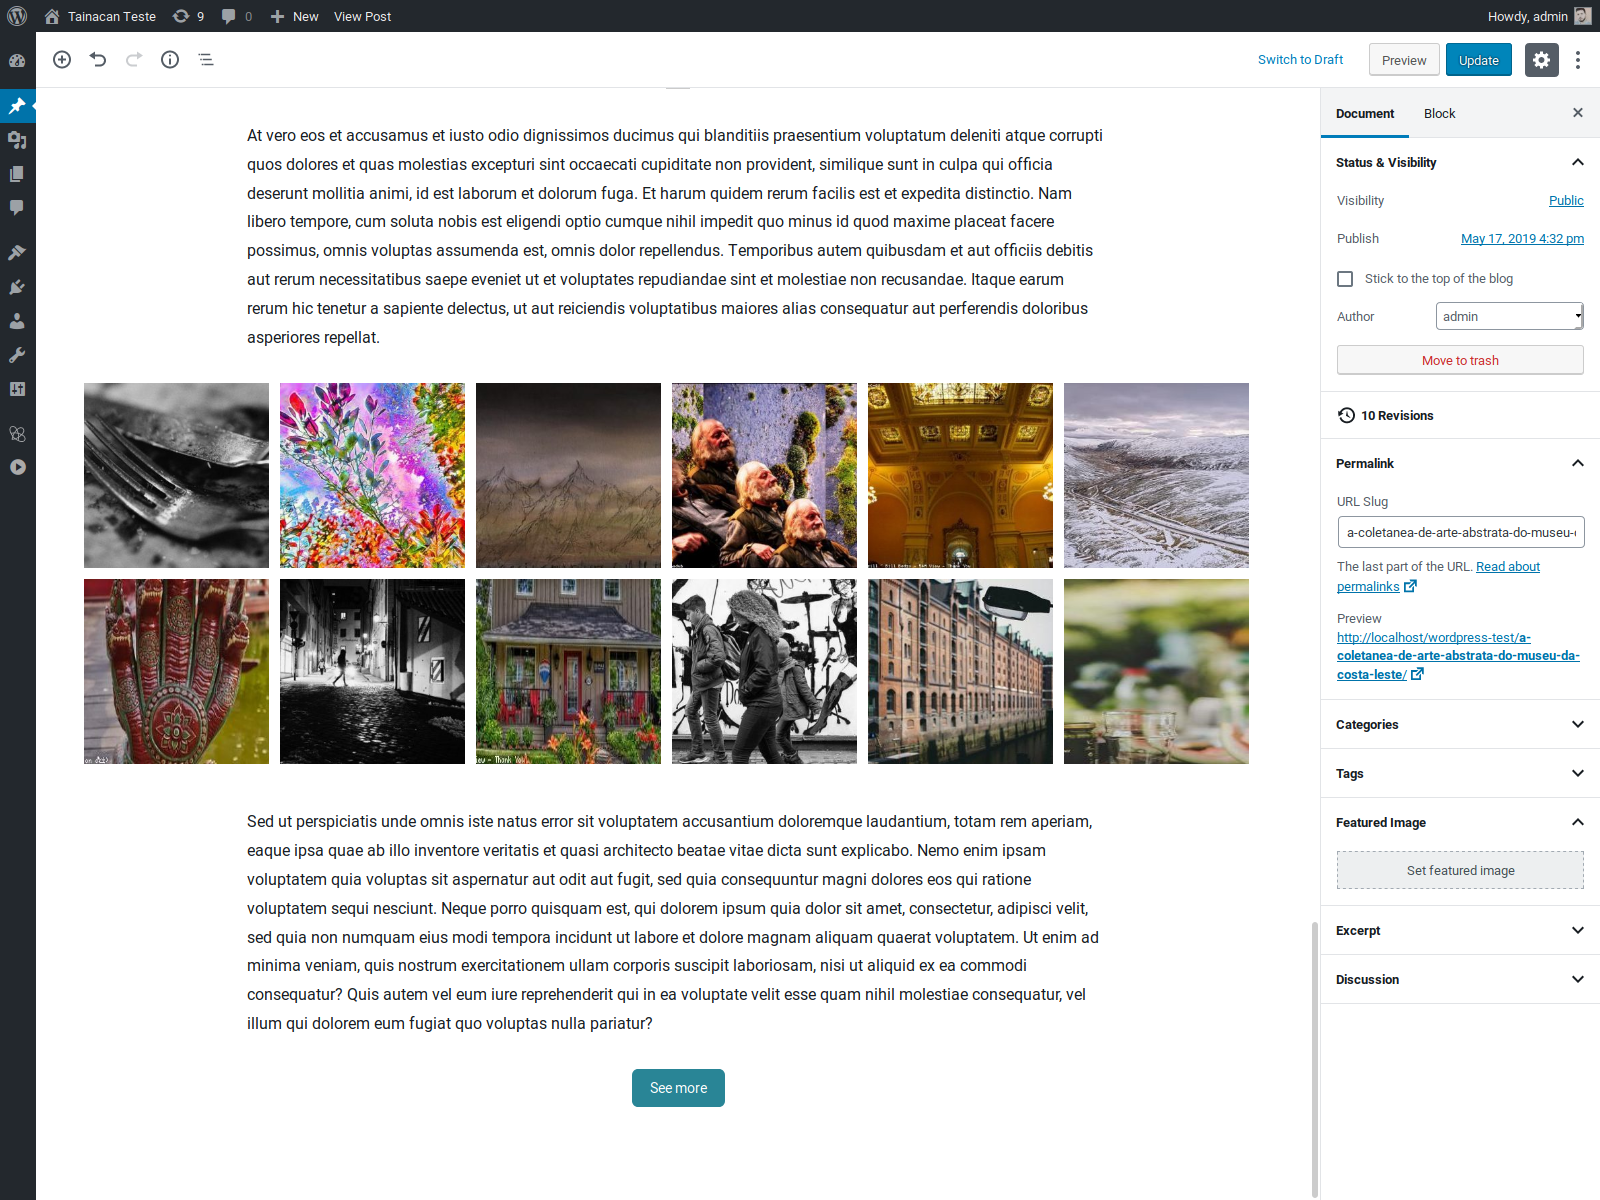 Tainacan Teste 9 0 New View Post Howdy, admin
Switch to Draft Preview Update
Document Block
At vero eos et accusamus et iusto odio dignissimos ducimus qui blanditiis praesentium voluptatum deleniti atque corrupti
quos dolores et quas molestias excepturi sint occaecati cupiditate non provident, similique sunt in culpa qui officia
deserunt mollitia animi, id est laborum et dolorum fuga. Et harum quidem rerum facilis est et expedita distinctio. Nam
libero tempore, cum soluta nobis est eligendi optio cumque nihil impedit quo minus id quod maxime placeat facere
possimus, omnis voluptas assumenda est, omnis dolor repellendus. Temporibus autem quibusdam et aut officiis debitis
aut rerum necessitatibus saepe eveniet ut et voluptates repudiandae sint et molestiae non recusandae. Itaque earum
rerum hic tenetur a sapiente delectus, ut aut reiciendis voluptatibus maiores alias consequatur aut perferendis doloribus
asperiores repellat.
View - Thank You
Sed ut perspiciatis unde omnis iste natus error sit voluptatem accusantium doloremque laudantium, totam rem aperiam,
eaque ipsa quae ab illo inventore veritatis et quasi architecto beatae vitae dicta sunt explicabo. Nemo enim ipsam
voluptatem quia voluptas sit aspernatur aut odit aut fugit, sed quia consequuntur magni dolores eos qui ratione
voluptatem sequi nesciunt. Neque porro quisquam est, qui dolorem ipsum quia dolor sit amet, consectetur, adipisci velit,
sed quia non numquam eius modi tempora incidunt ut labore et dolore magnam aliquam quaerat voluptatem. Ut enim ad
minima veniam, quis nostrum exercitationem ullam corporis suscipit laboriosam, nisi ut aliquid ex ea commodi
consequatur? Quis autem vel eum iure reprehenderit qui in ea voluptate velit esse quam nihil molestiae consequatur, vel
illum qui dolorem eum fugiat quo voluptas nulla pariatur?
See more
Status & Visibility
Visibility Public
Publish May 17, 2019 4:32 pm
Stick to the top of the blog
Author admin
Move to trash
10 Revisions
Permalink
URL Slug
a-coletanea-de-arte-abstrata-do-museu-
The last part of the URL. Read about
permalinks
Preview
http://localhost/wordpress-test/a-
coletanea-de-arte-abstrata-do-museu-da-
costa-leste/
Categories
Tags
Featured Image
Set featured image
Excerpt
Discussion